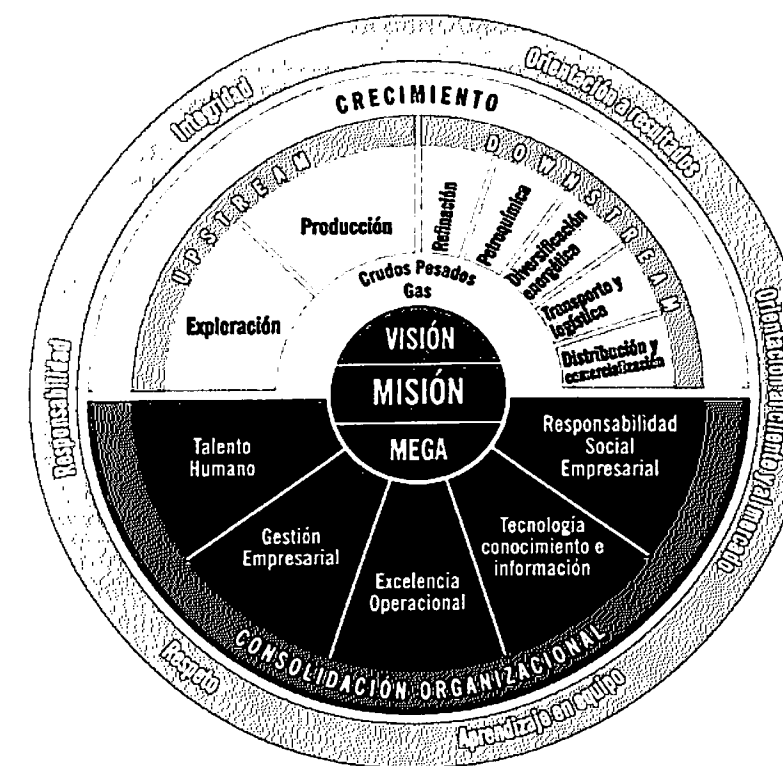 Integridad
Orientación a resultados
CRECIMIENTO
UPSTREAM
DOWNSTREAM
Exploración
Producción
Refinación
Petroquímica
Diversificación
energética
Transporte y
logística
Distribución y
comercialización
Crudos Pesados
Gas
VISIÓN
MISIÓN
MEGA
Responsabilidad
Orientación al cliente y al mercado
Talento
Humano
Gestión
Empresarial
Excelencia
Operacional
Tecnología
conocimiento e
información
Responsabilidad
Social
Empresarial
CONSOLIDACIÓN ORGANIZACIONAL
Respeto
Aprendizaje en equipo